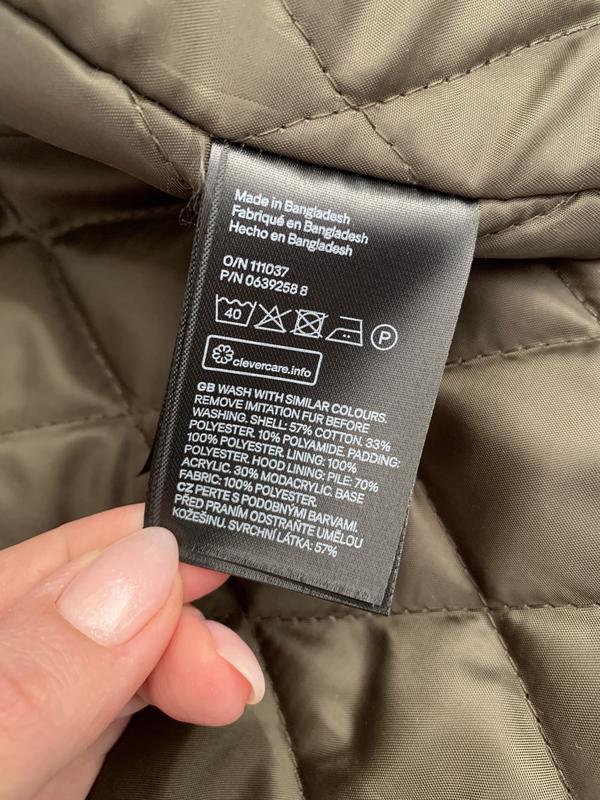 Made in Bangladesh
Fabriqué en Bangladesh
Hecho en Bangladesh
O/N 111037
P/N 0639258 8
40 P
clevercare.info
GB WASH WITH SIMILAR COLOURS.
REMOVE IMITATION FUR BEFORE
WASHING. SHELL: 57% COTTON. 33%
POLYESTER. 10% POLYAMIDE. PADDING:
100% POLYESTER. LINING: 100%
POLYESTER. HOOD LINING: PILE: 70%
ACRYLIC. 30% MODACRYLIC. BASE
FABRIC: 100% POLYESTER.
CZ PERTE S PODOBNÝMI BARVAMI.
PŘED PRANÍM ODSTRAŇTE UMĚLOU
KOŽEŠINU. SVRCHNÍ LÁTKA: 57%